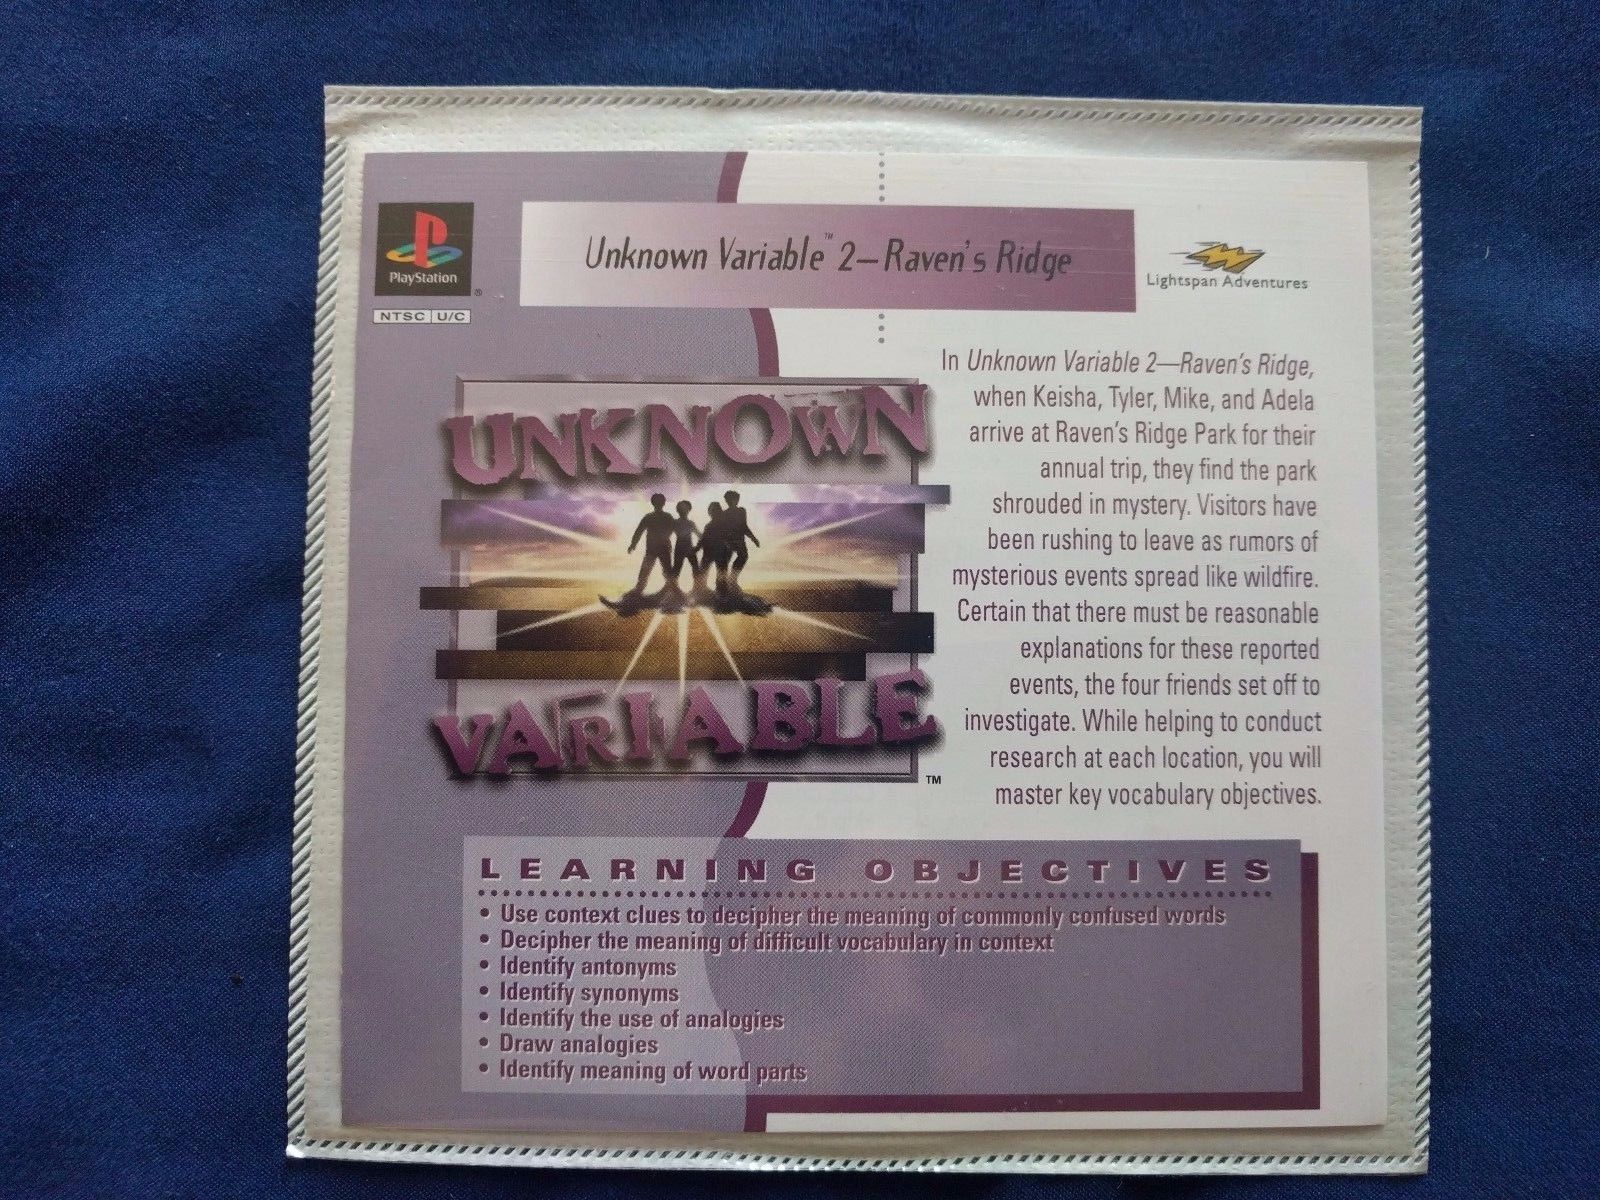 PlayStation
®
NTSC U/C
Unknown Variable™ 2—Raven's Ridge
Lightspan Adventures
UNKNOWN
VARIABLE
TM
In Unknown Variable 2—Raven's Ridge,
when Keisha, Tyler, Mike, and Adela
arrive at Raven's Ridge Park for their
annual trip, they find the park
shrouded in mystery. Visitors have
been rushing to leave as rumors of
mysterious events spread like wildfire.
Certain that there must be reasonable
explanations for these reported
events, the four friends set off to
investigate. While helping to conduct
research at each location, you will
master key vocabulary objectives.
LEARNING OBJECTIVES
• Use context clues to decipher the meaning of commonly confused words
• Decipher the meaning of difficult vocabulary in context
• Identify antonyms
• Identify synonyms
• Identify the use of analogies
• Draw analogies
• Identify meaning of word parts